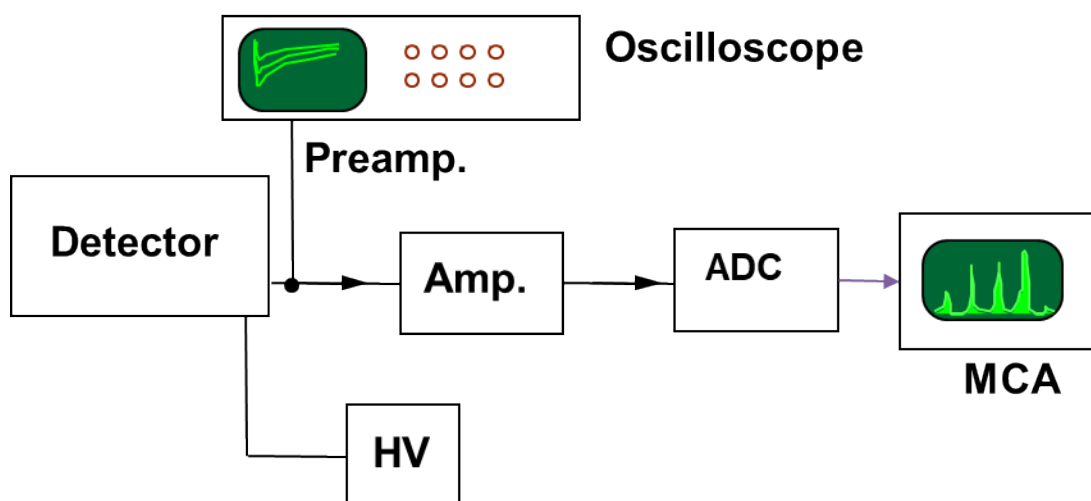 Oscilloscope
Preamp.
Detector
Amp.
ADC
MCA
HV